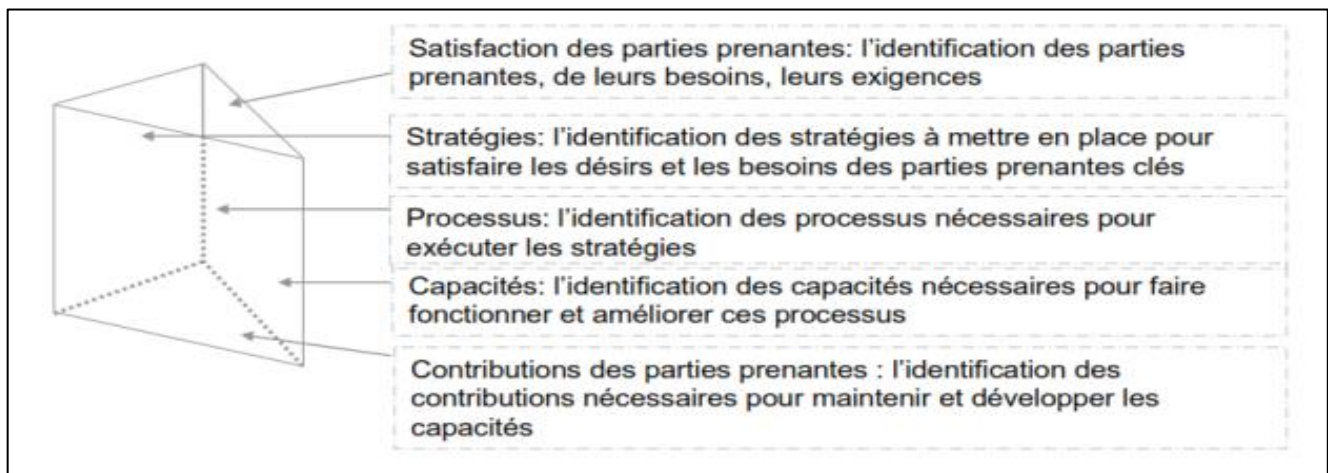 Satisfaction des parties prenantes: l'identification des parties
prenantes, de leurs besoins, leurs exigences
Stratégies: l'identification des stratégies à mettre en place pour
satisfaire les désirs et les besoins des parties prenantes clés
Processus: l'identification des processus nécessaires pour
exécuter les stratégies
Capacités: l'identification des capacités nécessaires pour faire
fonctionner et améliorer ces processus
Contributions des parties prenantes : l'identification des
contributions nécessaires pour maintenir et développer les
capacités